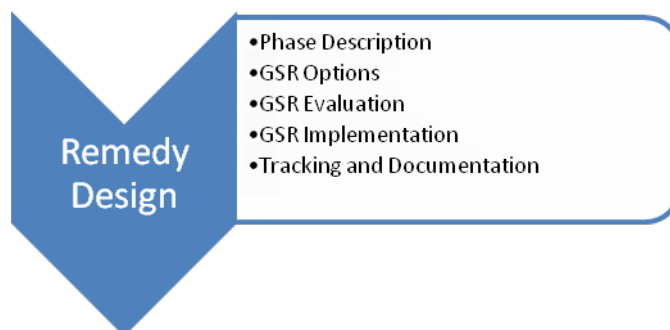 Remedy
Design
•Phase Description
•GSR Options
•GSR Evaluation
•GSR Implementation
•Tracking and Documentation